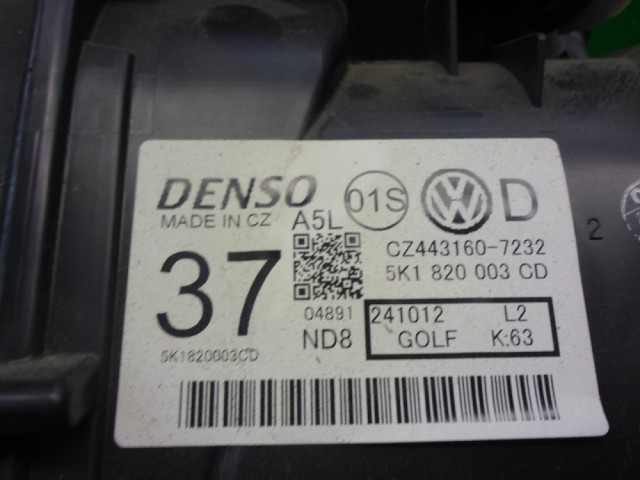 DENSO 01S VW D
MADE IN CZ A5L
CZ443160-7232
5K1 820 003 CD
37
04891
ND8
5K1820003CD
241012 L2
GOLF K:63
2